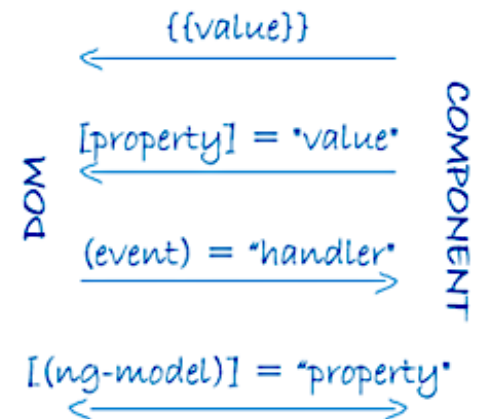 {{value}}
[property] = "value"
DOM
COMPONENT
(event) = "handler"
[(ng-model)] = "property"